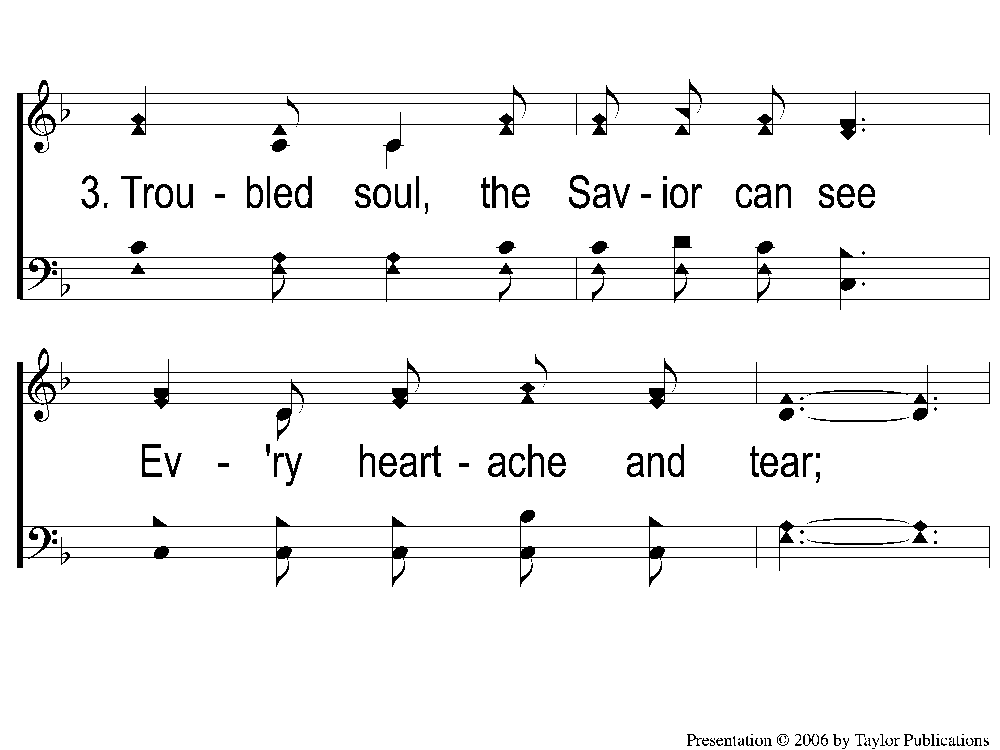 3. Trou - bled soul, the Sav - ior can see
Ev - 'ry heart - ache and tear;
Presentation © 2006 by Taylor Publications